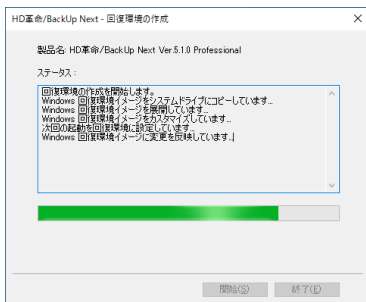 HD革命/BackUp Next - 回復環境の作成
製品名: HD革命/BackUp Next Ver.5.1.0 Professional
ステータス:
回復環境の作成を開始します。
Windows 回復環境イメージをシステムドライブにコピーしています...
Windows 回復環境イメージを展開しています...
Windows 回復環境イメージをカスタマイズしています...
次回の起動を回復環境に設定しています...
Windows 回復環境イメージに変更を反映しています...
開始(S)
終了(E)